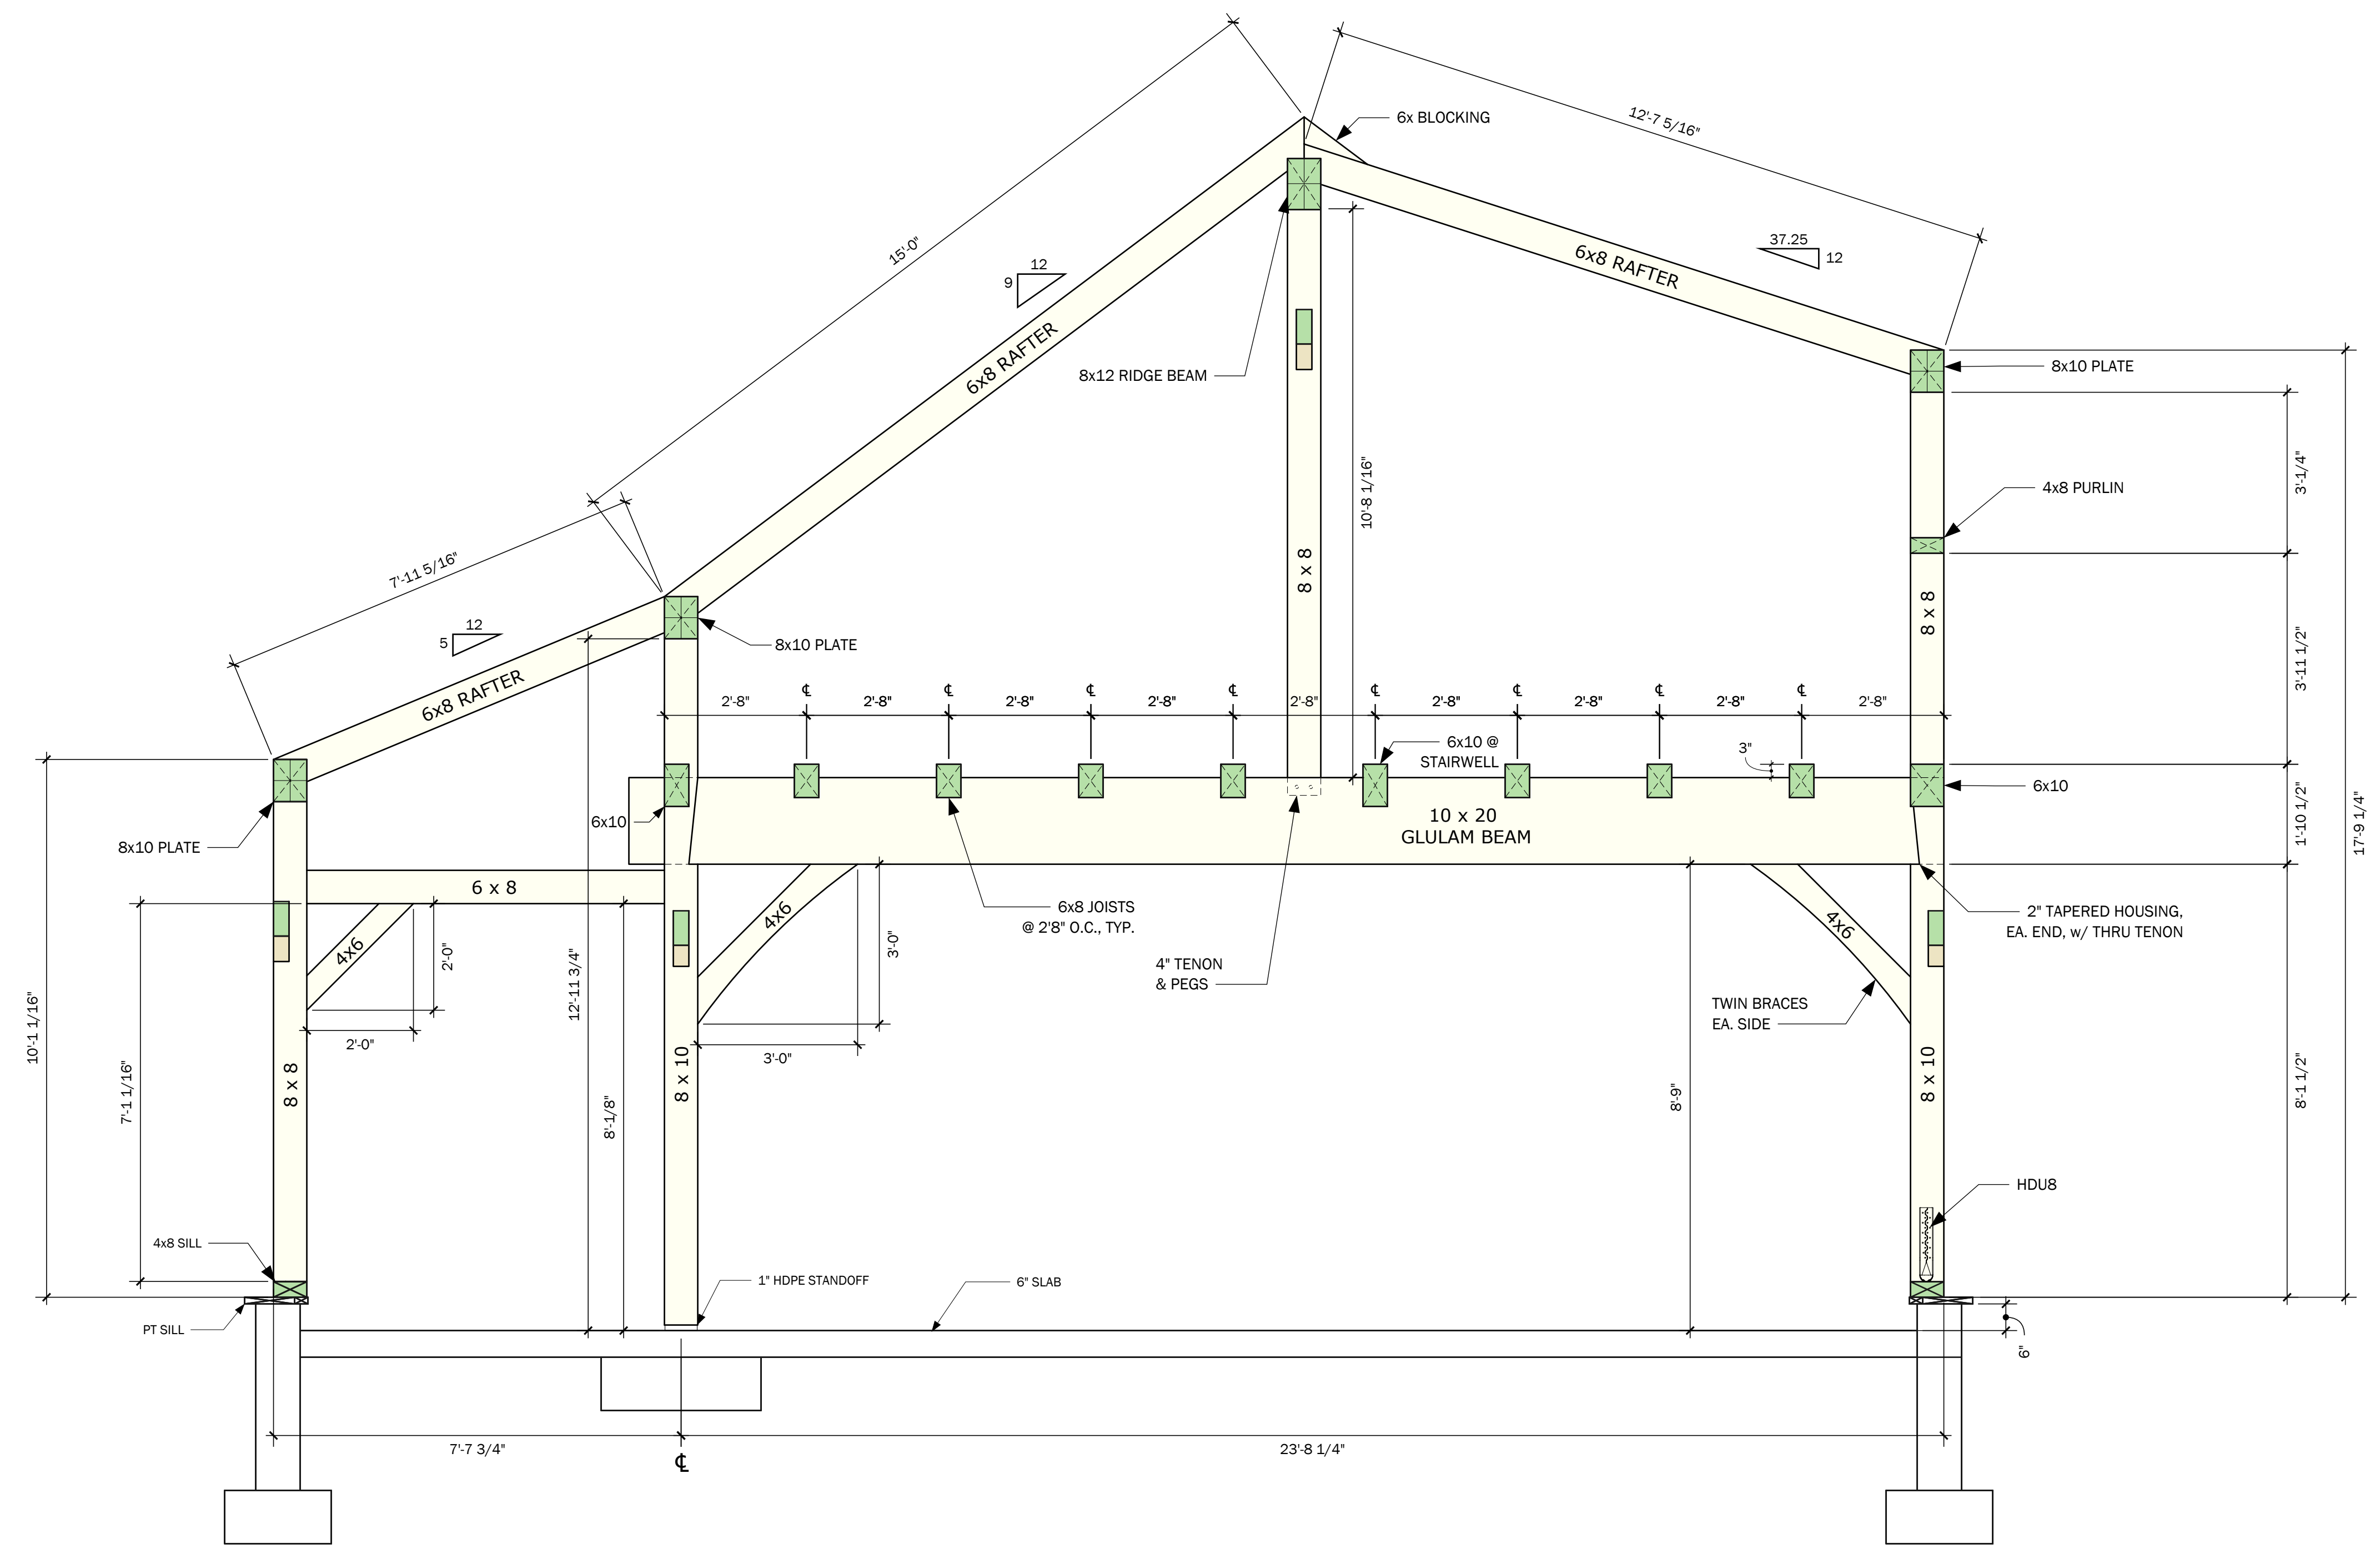 12'-7 5/16"
6x BLOCKING
15'-0"
37.25
12
12
9
6x8 RAFTER
6x8 RAFTER
8x12 RIDGE BEAM
8x10 PLATE
3'-1/4"
10'-8 1/16"
4x8 PURLIN
7'-11 5/16"
8 x 8
12
5
8x10 PLATE
8 x 8
3'-11 1/2"
6x8 RAFTER
℄
℄
℄
℄
℄
℄
℄
℄
2'-8"
2'-8"
2'-8"
2'-8"
2'-8"
2'-8"
2'-8"
2'-8"
2'-8"
6x10 @
STAIRWELL
3"
6x10
6x10
1'-10 1/2"
17'-9 1/4"
10 x 20
GLULAM BEAM
8x10 PLATE
6 x 8
4x6
4x6
4x6
2'-0"
3'-0"
6x8 JOISTS
@ 2'8" O.C., TYP.
2" TAPERED HOUSING,
EA. END, w/ THRU TENON
4" TENON
& PEGS
12'-11 3/4"
10'-1 1/16"
TWIN BRACES
EA. SIDE
2'-0"
3'-0"
7'-1 1/16"
8 x 8
8'-1/8"
8 x 10
8'-9"
8 x 10
8'-1 1/2"
HDU8
4x8 SILL
1" HDPE STANDOFF
6" SLAB
PT SILL
6"
7'-7 3/4"
23'-8 1/4"
℄